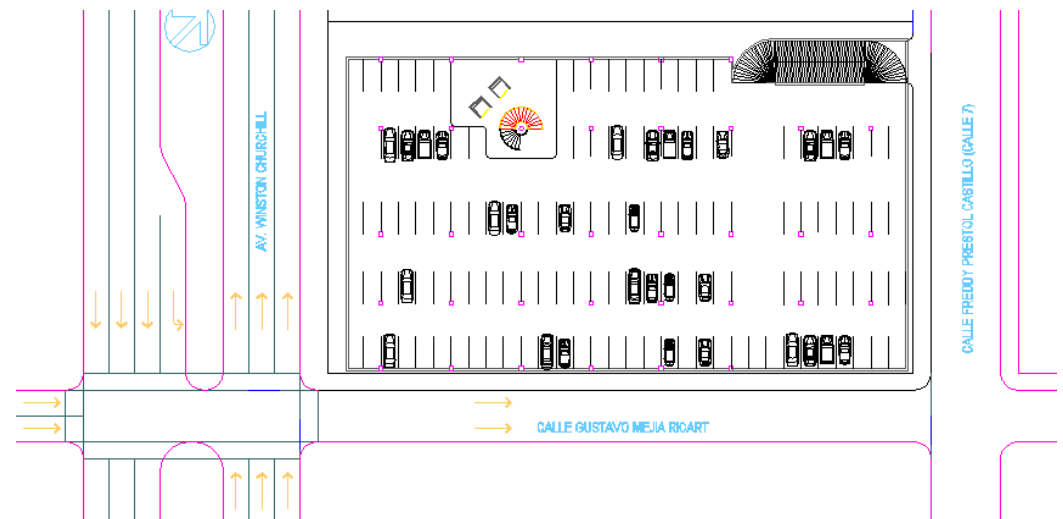 AV. WINSTON CHURCHILL
CALLE FREDDY PRESTOL CASTILLO (CALLE 7)
CALLE GUSTAVO MEJIA RICART